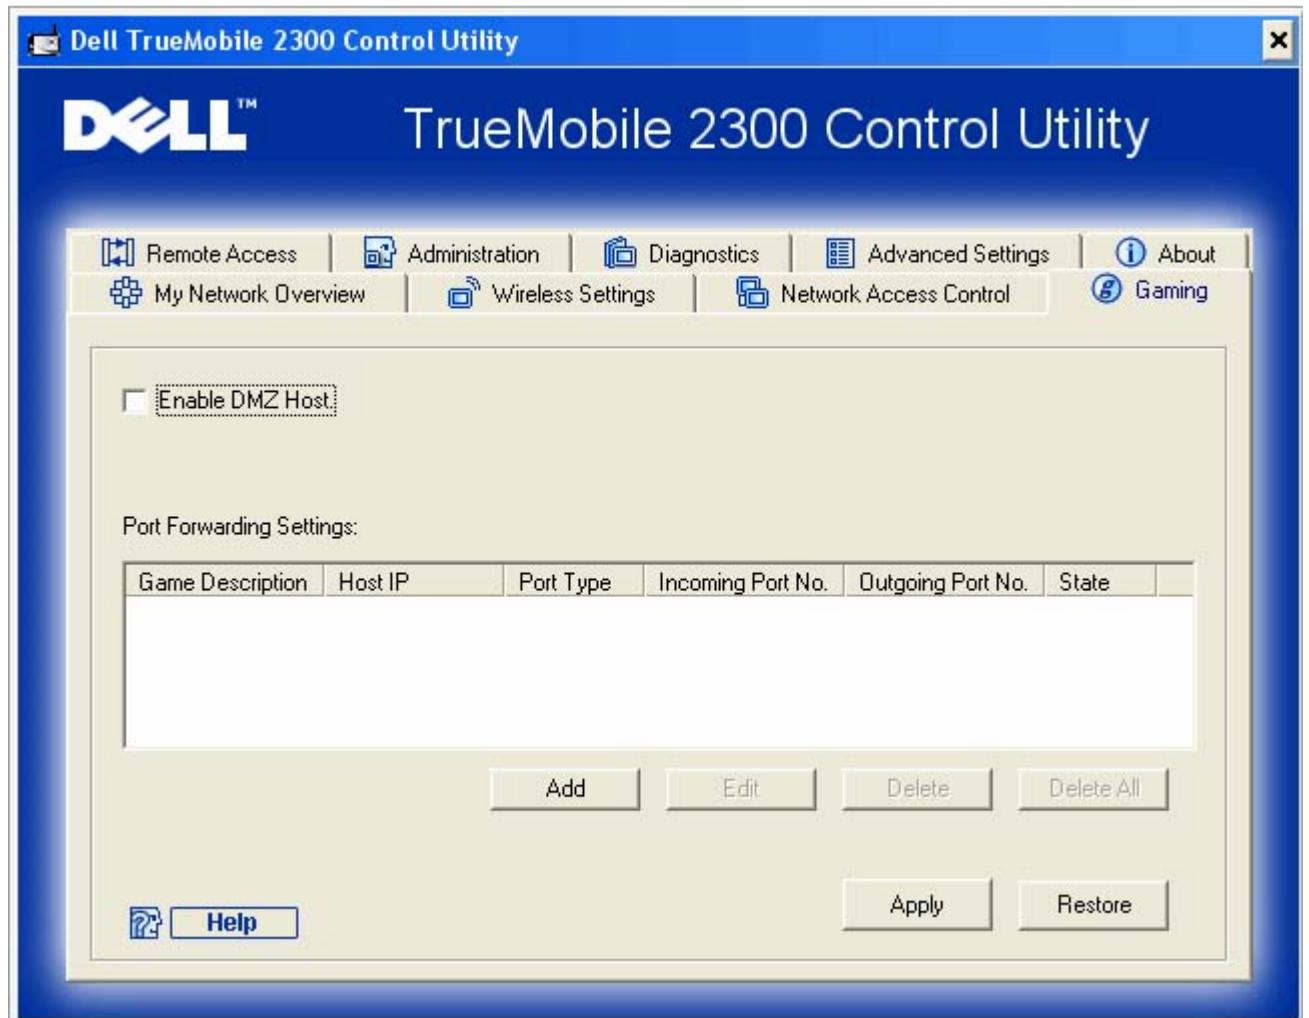 Dell TrueMobile 2300 Control Utility
DELL™ TrueMobile 2300 Control Utility
Remote Access Administration Diagnostics Advanced Settings About
My Network Overview Wireless Settings Network Access Control Gaming
Enable DMZ Host.
Port Forwarding Settings:
Game Description Host IP Port Type Incoming Port No. Outgoing Port No. State
Add Edit Delete Delete All
Apply Restore
Help